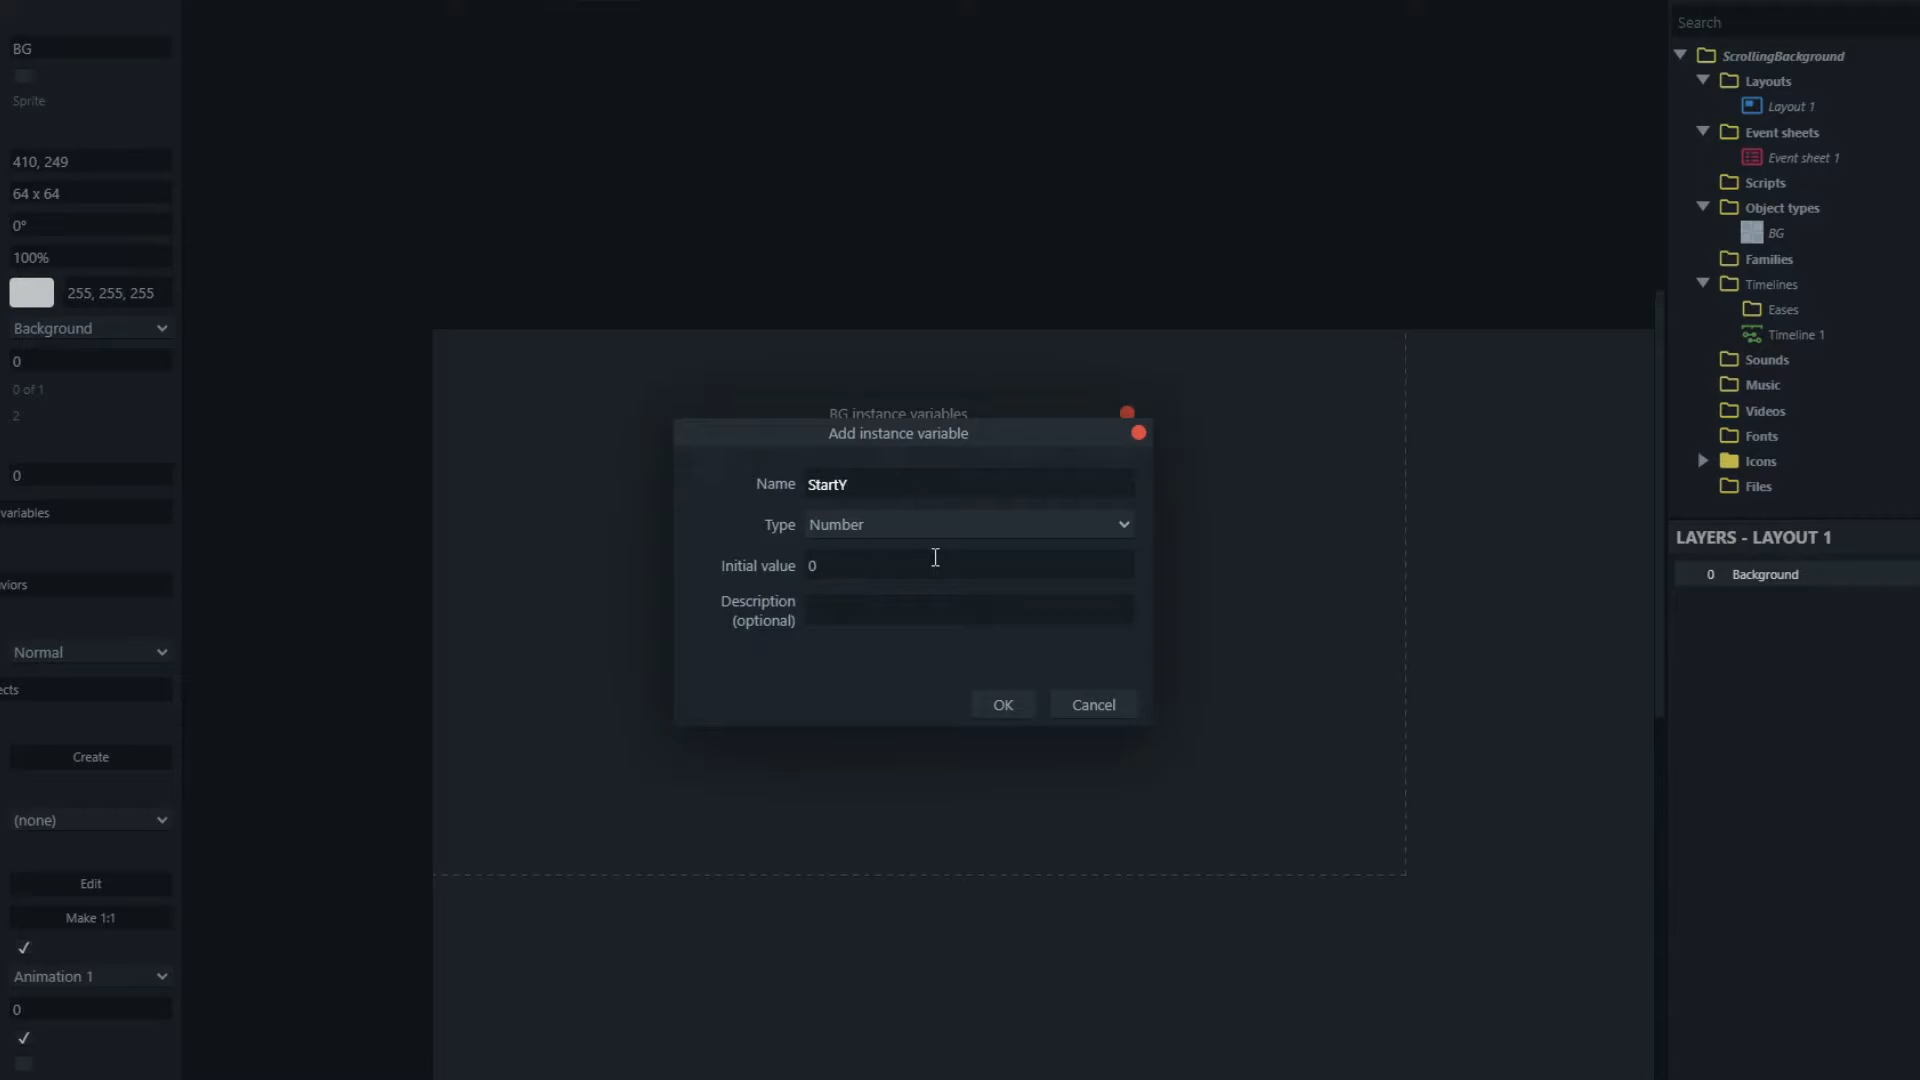 BG
Sprite
410, 249
64 x 64
0°
100%
255, 255, 255
Background
0
0 of 1
2
0
variables
viors
Normal
ects
Create
(none)
Edit
Make 1:1
Animation 1
0
BG instance variables
Add instance variable
Name StartY
Type Number
Initial value 0
Description
(optional)
OK Cancel
Search
ScrollingBackground
Layouts
Layout 1
Event sheets
Event sheet 1
Scripts
Object types
BG
Families
Timelines
Eases
Timeline 1
Sounds
Music
Videos
Fonts
Icons
Files
LAYERS - LAYOUT 1
0 Background